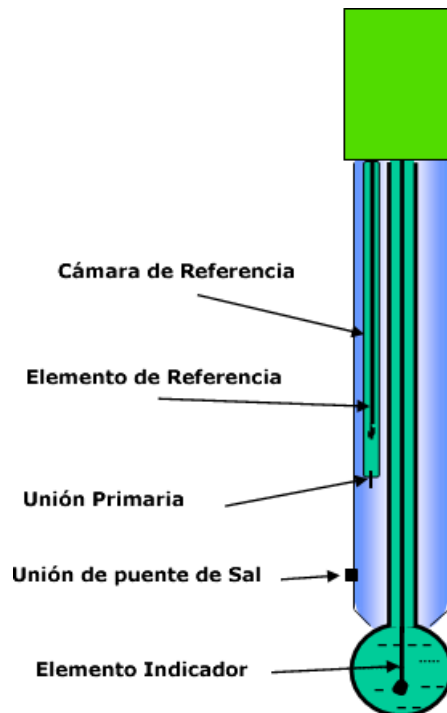 Cámara de Referencia
Elemento de Referencia
Unión Primaria
Unión de puente de Sal
Elemento Indicador